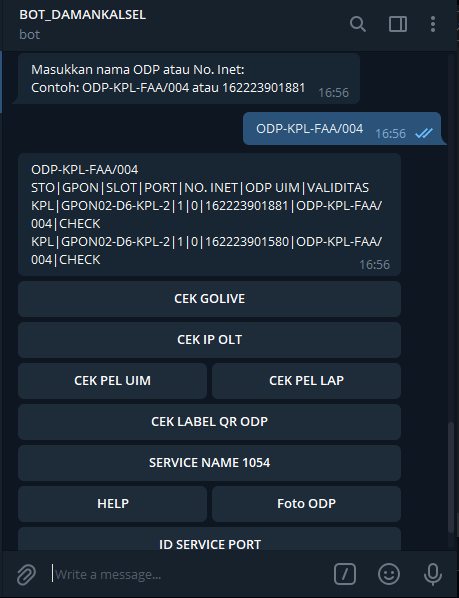 BOT_DAMANKALSEL
bot
Masukkan nama ODP atau No. Inet:
Contoh: ODP-KPL-FAA/004 atau 162223901881 16:56
ODP-KPL-FAA/004 16:56
ODP-KPL-FAA/004
STO|GPON|SLOT|PORT|NO. INET|ODP UIM|VALIDITAS
KPL|GPON02-D6-KPL-2|1|0|162223901881|ODP-KPL-FAA/
004|CHECK
KPL|GPON02-D6-KPL-2|1|0|162223901580|ODP-KPL-FAA/
004|CHECK 16:56
CEK GOLIVE
CEK IP OLT
CEK PEL UIM CEK PEL LAP
CEK LABEL QR ODP
SERVICE NAME 1054
HELP Foto ODP
ID SERVICE PORT
Write a message...